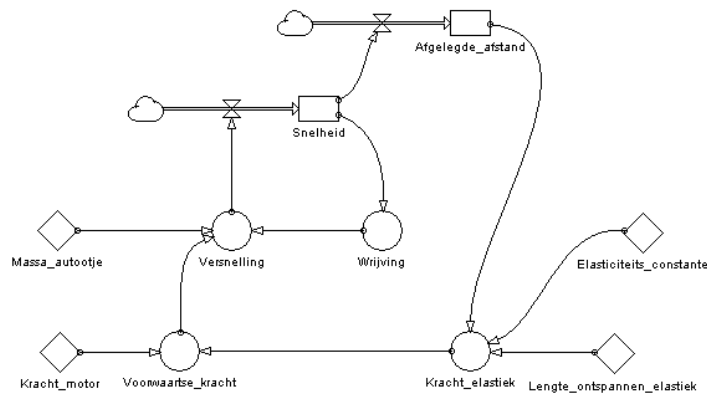 Afgelegde_afstand
Snelheid
Massa_autootje
Versnelling
Wrijving
Elasticiteits_constante
Kracht_motor
Voorwaartse_kracht
Kracht_elastiek
Lengte_ontspannen_elastiek